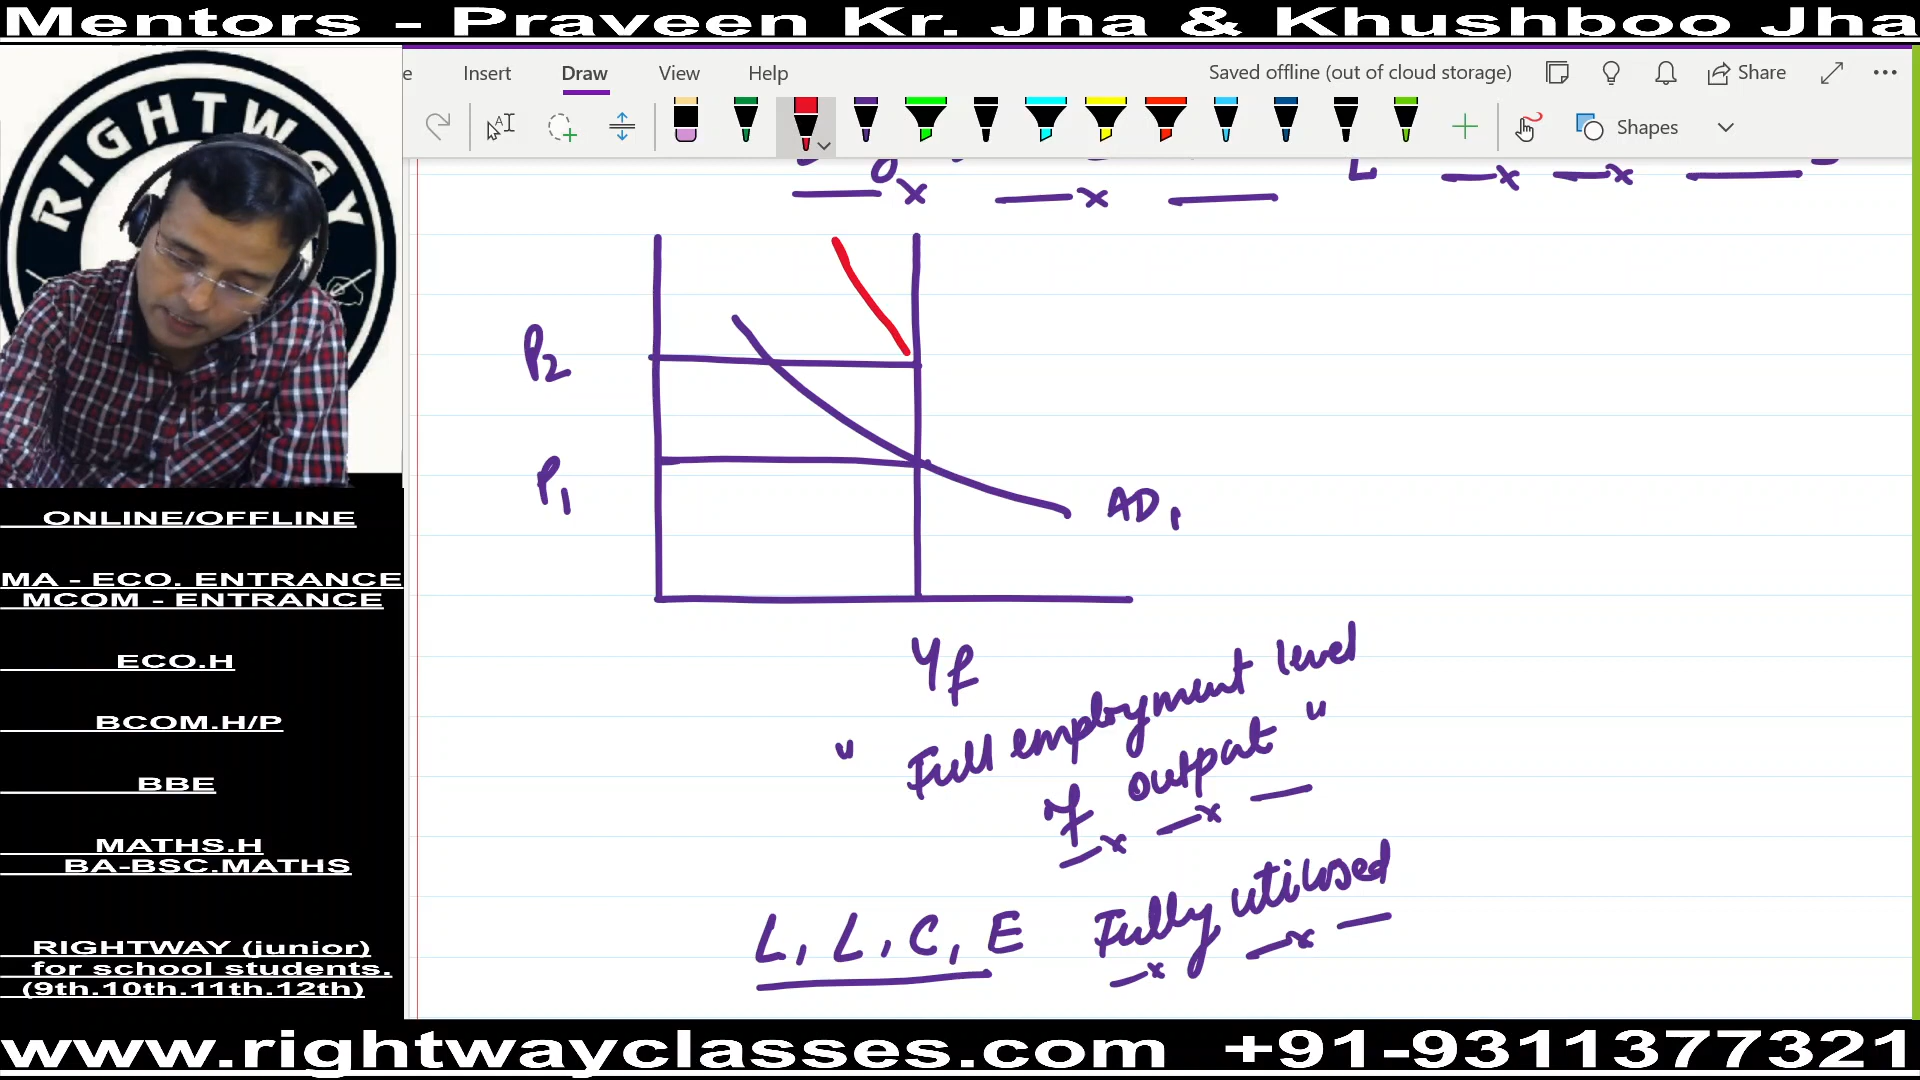 Mentors - Praveen Kr. Jha & Khushboo Jha
RIGHTWAY
e Insert Draw View Help
Saved offline (out of cloud storage) Share
Shapes
P2
P1
AD1
Yf
" Full employment level
of output "
L, L, C, E Fully utilised
ONLINE/OFFLINE
MA - ECO. ENTRANCE
MCOM - ENTRANCE
ECO.H
BCOM.H/P
BBE
MATHS.H
BA-BSC.MATHS
RIGHTWAY (junior)
for school students.
(9th.10th.11th.12th)
www.rightwayclasses.com +91-9311377321